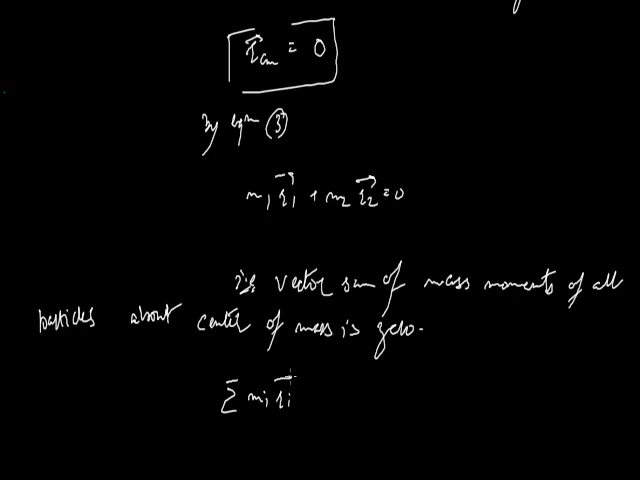 r⃗cm = 0
By eqn (3)
m1 r⃗1 + m2 r⃗2 = 0
i.e. Vector sum of mass moments of all
particles about center of mass is zero.
Σ mi r⃗i